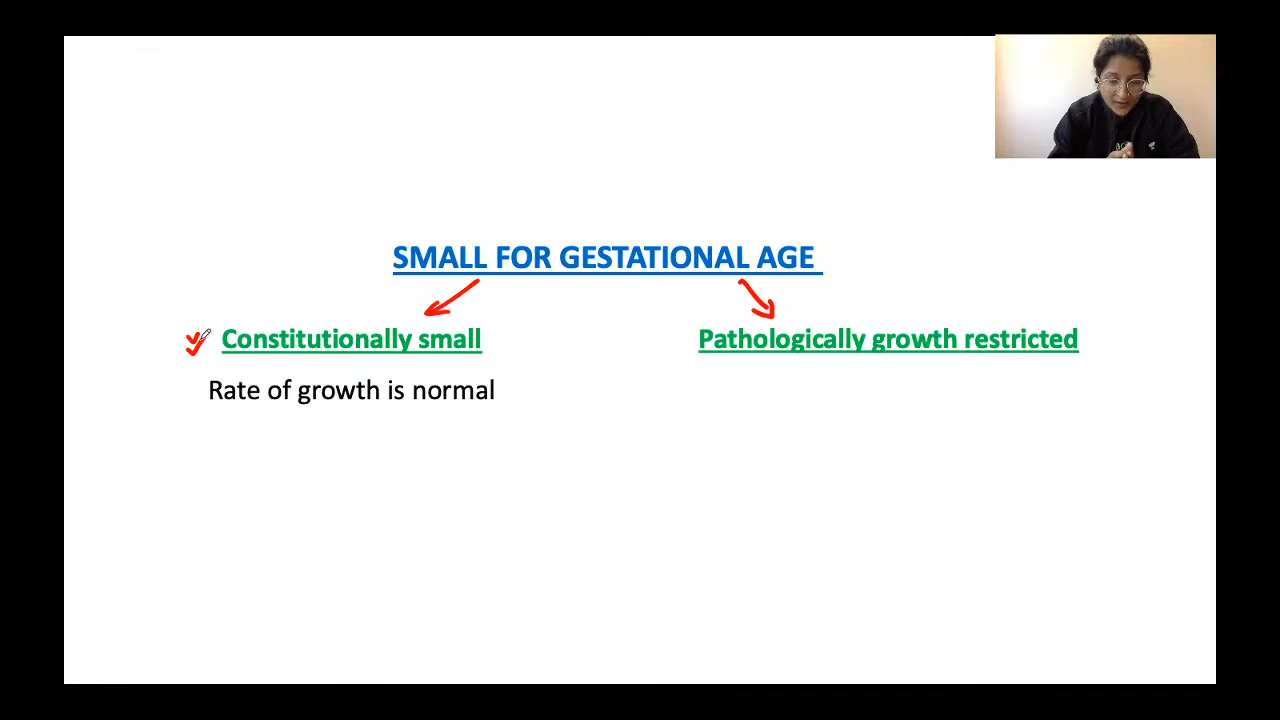 SMALL FOR GESTATIONAL AGE
Constitutionally small
Pathologically growth restricted
Rate of growth is normal